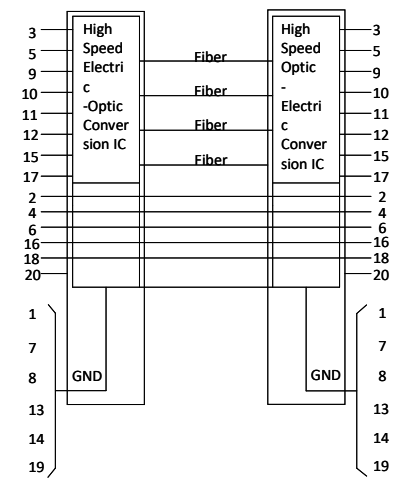 3
5
9
10
11
12
15
17
2
4
6
16
18
20
1
7
8
13
14
19
High
Speed
Electri
c
-Optic
Conver
sion IC
GND
Fiber
Fiber
Fiber
Fiber
High
Speed
Optic
-
Electri
c
Conver
sion IC
GND
3
5
9
10
11
12
15
17
2
4
6
16
18
20
1
7
8
13
14
19